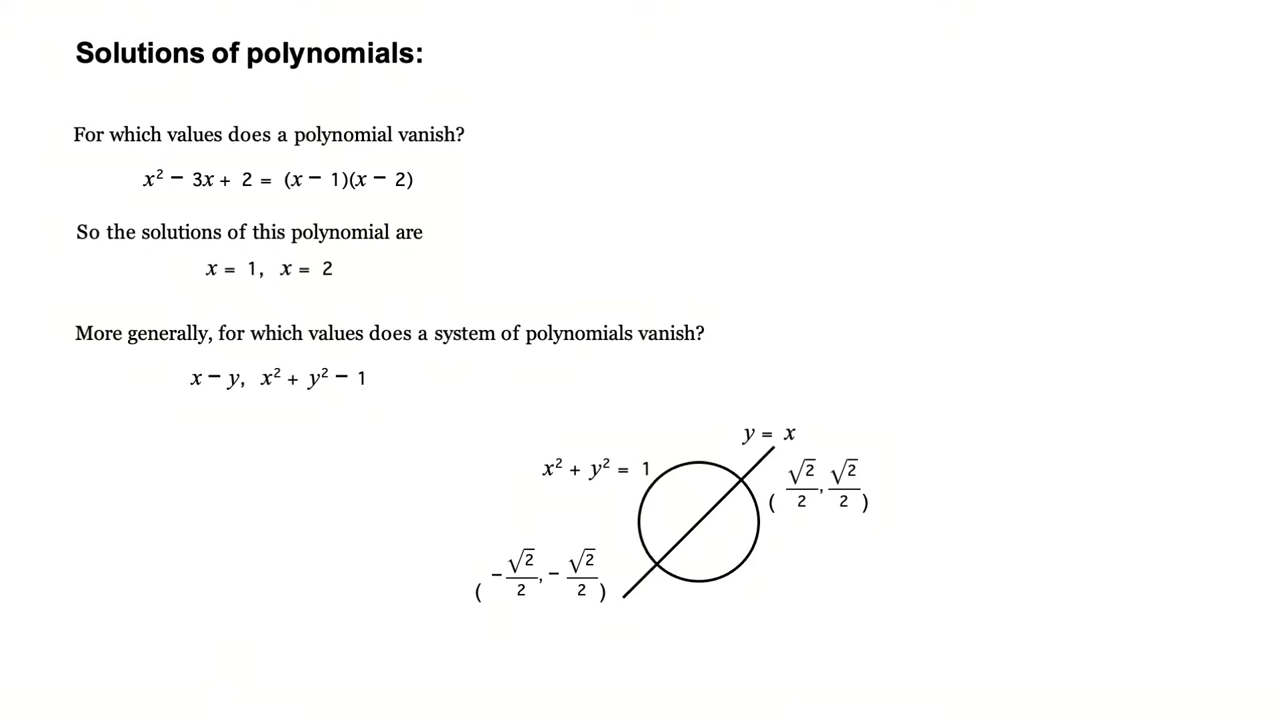 Solutions of polynomials:
For which values does a polynomial vanish?
x² − 3x + 2 = (x − 1)(x − 2)
So the solutions of this polynomial are
x = 1, x = 2
More generally, for which values does a system of polynomials vanish?
x − y, x² + y² − 1
y = x
x² + y² = 1
(√2/2, √2/2)
(−√2/2, −√2/2)